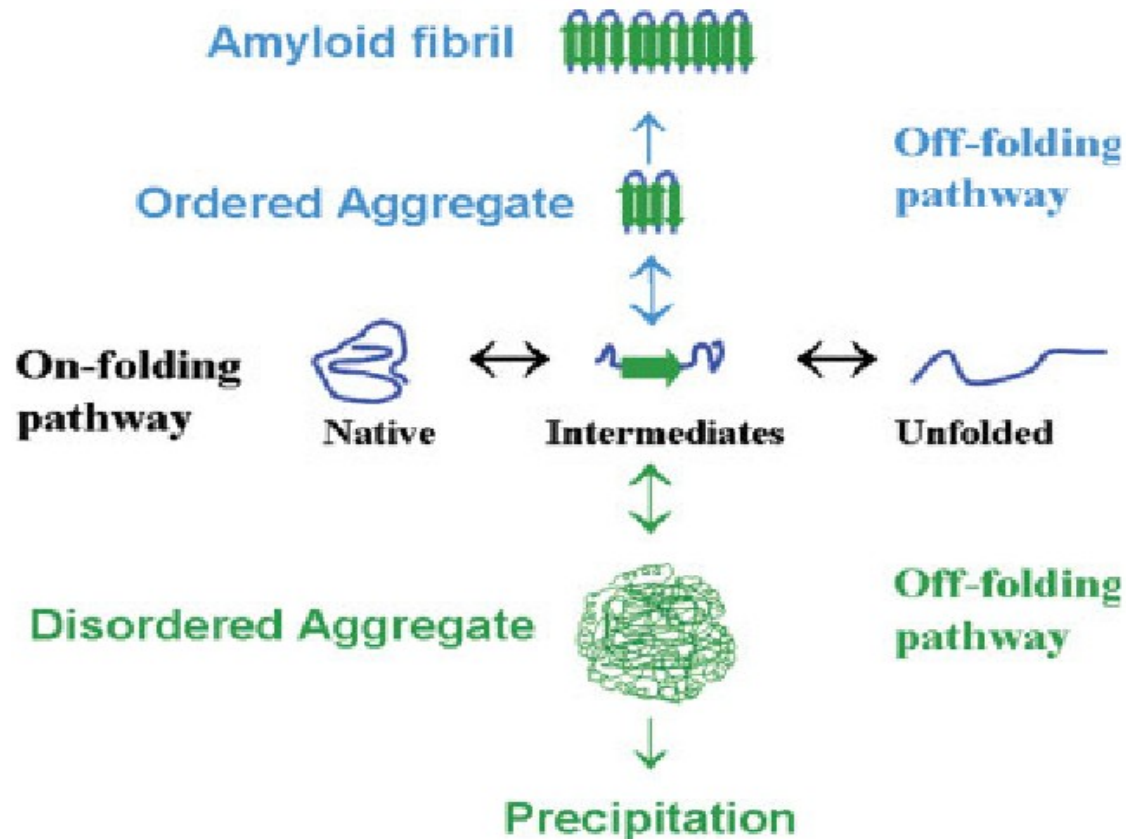 Amyloid fibril
Off-folding
pathway
Ordered Aggregate
On-folding
pathway
Native
Intermediates
Unfolded
Off-folding
pathway
Disordered Aggregate
Precipitation